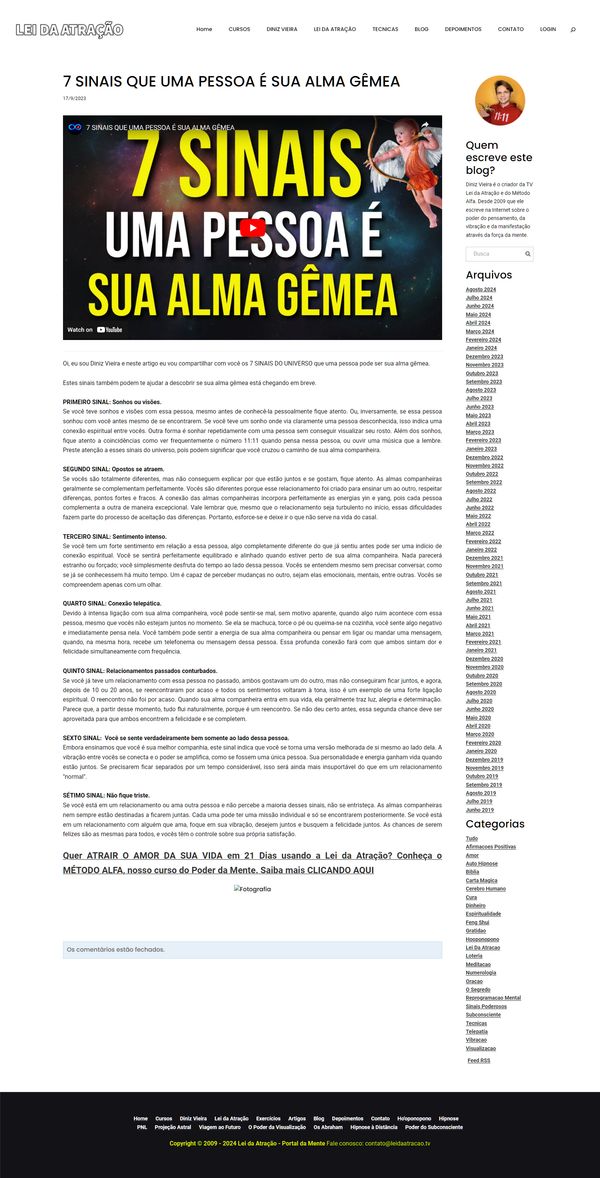 LEI DA ATRAÇÃO
Home CURSOS DINIZ VIEIRA LEI DA ATRAÇÃO TECNICAS BLOG DEPOIMENTOS CONTATO LOGIN
7 SINAIS QUE UMA PESSOA É SUA ALMA GÊMEA
17/9/2023
7 SINAIS QUE UMA PESSOA É SUA ALMA GÊMEA
7 SINAIS
UMA PESSOA É
SUA ALMA GÊMEA
Watch on YouTube
Oi, eu sou Diniz Vieira e neste artigo eu vou compartilhar com você os 7 SINAIS DO UNIVERSO que uma pessoa pode ser sua alma gêmea.
Estes sinais também podem te ajudar a descobrir se sua alma gêmea está chegando em breve.
PRIMEIRO SINAL: Sonhos ou visões.
Se você teve sonhos e visões com essa pessoa, mesmo antes de conhecê-la pessoalmente fique atento. Ou, inversamente, se essa pessoa
sonhou com você antes mesmo de se encontrarem. Se você teve um sonho onde via claramente uma pessoa desconhecida, isso indica uma
conexão espiritual entre vocês. Outra forma é sonhar repetidamente com uma pessoa sem conseguir visualizar seu rosto. Além dos sonhos,
fique atento a coincidências como ver frequentemente o número 11:11 quando pensa nessa pessoa, ou ouvir uma música que a lembre.
Preste atenção a esses sinais do universo, pois podem significar que você cruzou o caminho de sua alma companheira.
SEGUNDO SINAL: Opostos se atraem.
Se vocês são totalmente diferentes, mas não conseguem explicar por que estão juntos e se gostam, fique atento. As almas companheiras
geralmente se complementam perfeitamente. Vocês são diferentes porque esse relacionamento foi criado para ensinar um ao outro, respeitar
diferenças, pontos fortes e fracos. A conexão das almas companheiras incorpora perfeitamente as energias yin e yang, pois cada pessoa
complementa a outra de maneira excepcional. Vale lembrar que, mesmo que o relacionamento seja turbulento no início, essas dificuldades
fazem parte do processo de aceitação das diferenças. Portanto, esforce-se e deixe ir o que não serve na vida do casal.
TERCEIRO SINAL: Sentimento intenso.
Se você tem um forte sentimento em relação a essa pessoa, algo completamente diferente do que já sentiu antes pode ser uma indício de
conexão espiritual. Você se sentirá perfeitamente equilibrado e alinhado quando estiver perto de sua alma companheira. Nada parecerá
estranho ou forçado; você simplesmente desfruta do tempo ao lado dessa pessoa. Vocês se entendem mesmo sem precisar conversar, como
se já se conhecessem há muito tempo. Um é capaz de perceber mudanças no outro, sejam elas emocionais, mentais, entre outras. Vocês se
compreendem apenas com um olhar.
QUARTO SINAL: Conexão telepática.
Devido à intensa ligação com sua alma companheira, você pode sentir-se mal, sem motivo aparente, quando algo ruim acontece com essa
pessoa, mesmo que vocês não estejam juntos no momento. Se ela se machuca, torce o pé ou queima-se na cozinha, você sente algo negativo
e imediatamente pensa nela. Você também pode sentir a energia de sua alma companheira ou pensar em ligar ou mandar uma mensagem,
quando, na mesma hora, recebe um telefonema ou mensagem dessa pessoa. Essa profunda conexão fará com que ambos sintam dor e
felicidade simultaneamente com frequência.
QUINTO SINAL: Relacionamentos passados conturbados.
Se você já teve um relacionamento com essa pessoa no passado, ambos gostavam um do outro, mas não conseguiram ficar juntos, e agora,
depois de 10 ou 20 anos, se reencontraram por acaso e todos os sentimentos voltaram à tona, isso é um exemplo de uma forte ligação
espiritual. O reencontro não foi por acaso. Quando sua alma companheira entra em sua vida, ela geralmente traz luz, alegria e determinação.
Parece que, a partir desse momento, tudo flui naturalmente, porque é um reencontro. Se não deu certo antes, essa segunda chance deve ser
aproveitada para que ambos encontrem a felicidade e se completem.
SEXTO SINAL: Você se sente verdadeiramente bem somente ao lado dessa pessoa.
Embora ensinamos que você é sua melhor companhia, este sinal indica que você se torna uma versão melhorada de si mesmo ao lado dela. A
vibração entre vocês se conecta e o poder se amplifica, como se fossem uma única pessoa. Sua personalidade e energia ganham vida quando
estão juntos. Se precisarem ficar separados por um tempo considerável, isso será ainda mais insuportável do que em um relacionamento
"normal".
SÉTIMO SINAL: Não fique triste.
Se você está em um relacionamento ou ama outra pessoa e não percebe a maioria desses sinais, não se entristeça. As almas companheiras
nem sempre estão destinadas a ficarem juntas. Cada uma pode ter uma missão individual e só se encontrarem posteriormente. Se você está
em um relacionamento com alguém que ama, foque em sua vibração, desejem juntos e busquem a felicidade juntos. As chances de serem
felizes são as mesmas para todos, e vocês têm o controle sobre sua própria satisfação.
Quer ATRAIR O AMOR DA SUA VIDA em 21 Dias usando a Lei da Atração? Conheça o
MÉTODO ALFA, nosso curso do Poder da Mente. Saiba mais CLICANDO AQUI
Fotografia
Os comentários estão fechados.
11:11
Quem
escreve este
blog?
Diniz Vieira é o criador da TV
Lei da Atração e do Método
Alfa. Desde 2009 que ele
escreve na Internet sobre o
poder do pensamento, da
vibração e da manifestação
através da força da mente.
Busca
Arquivos
Agosto 2024
Julho 2024
Junho 2024
Maio 2024
Abril 2024
Março 2024
Fevereiro 2024
Janeiro 2024
Dezembro 2023
Novembro 2023
Outubro 2023
Setembro 2023
Agosto 2023
Julho 2023
Junho 2023
Maio 2023
Abril 2023
Março 2023
Fevereiro 2023
Janeiro 2023
Dezembro 2022
Novembro 2022
Outubro 2022
Setembro 2022
Agosto 2022
Julho 2022
Junho 2022
Maio 2022
Abril 2022
Março 2022
Fevereiro 2022
Janeiro 2022
Dezembro 2021
Novembro 2021
Outubro 2021
Setembro 2021
Agosto 2021
Julho 2021
Junho 2021
Maio 2021
Abril 2021
Março 2021
Fevereiro 2021
Janeiro 2021
Dezembro 2020
Novembro 2020
Outubro 2020
Setembro 2020
Agosto 2020
Julho 2020
Junho 2020
Maio 2020
Abril 2020
Março 2020
Fevereiro 2020
Janeiro 2020
Dezembro 2019
Novembro 2019
Outubro 2019
Setembro 2019
Agosto 2019
Julho 2019
Junho 2019
Categorias
Tudo
Afirmacoes Positivas
Amor
Auto Hipnose
Biblia
Carta Magica
Cerebro Humano
Cura
Dinheiro
Espiritualidade
Feng Shui
Gratidao
Hooponopono
Lei Da Atracao
Loteria
Meditacao
Numerologia
Oracao
O Segredo
Reprogramacao Mental
Sinais Poderosos
Subconsciente
Tecnicas
Telepatia
Vibracao
Visualizacao
Feed RSS
Home Cursos Diniz Vieira Lei da Atração Exercícios Artigos Blog Depoimentos Contato Ho'oponopono Hipnose
PNL Projeção Astral Viagem ao Futuro O Poder da Visualização Os Abraham Hipnose à Distância Poder do Subconsciente
Copyright © 2009 - 2024 Lei da Atração - Portal da Mente Fale conosco: contato@leidaatracao.tv